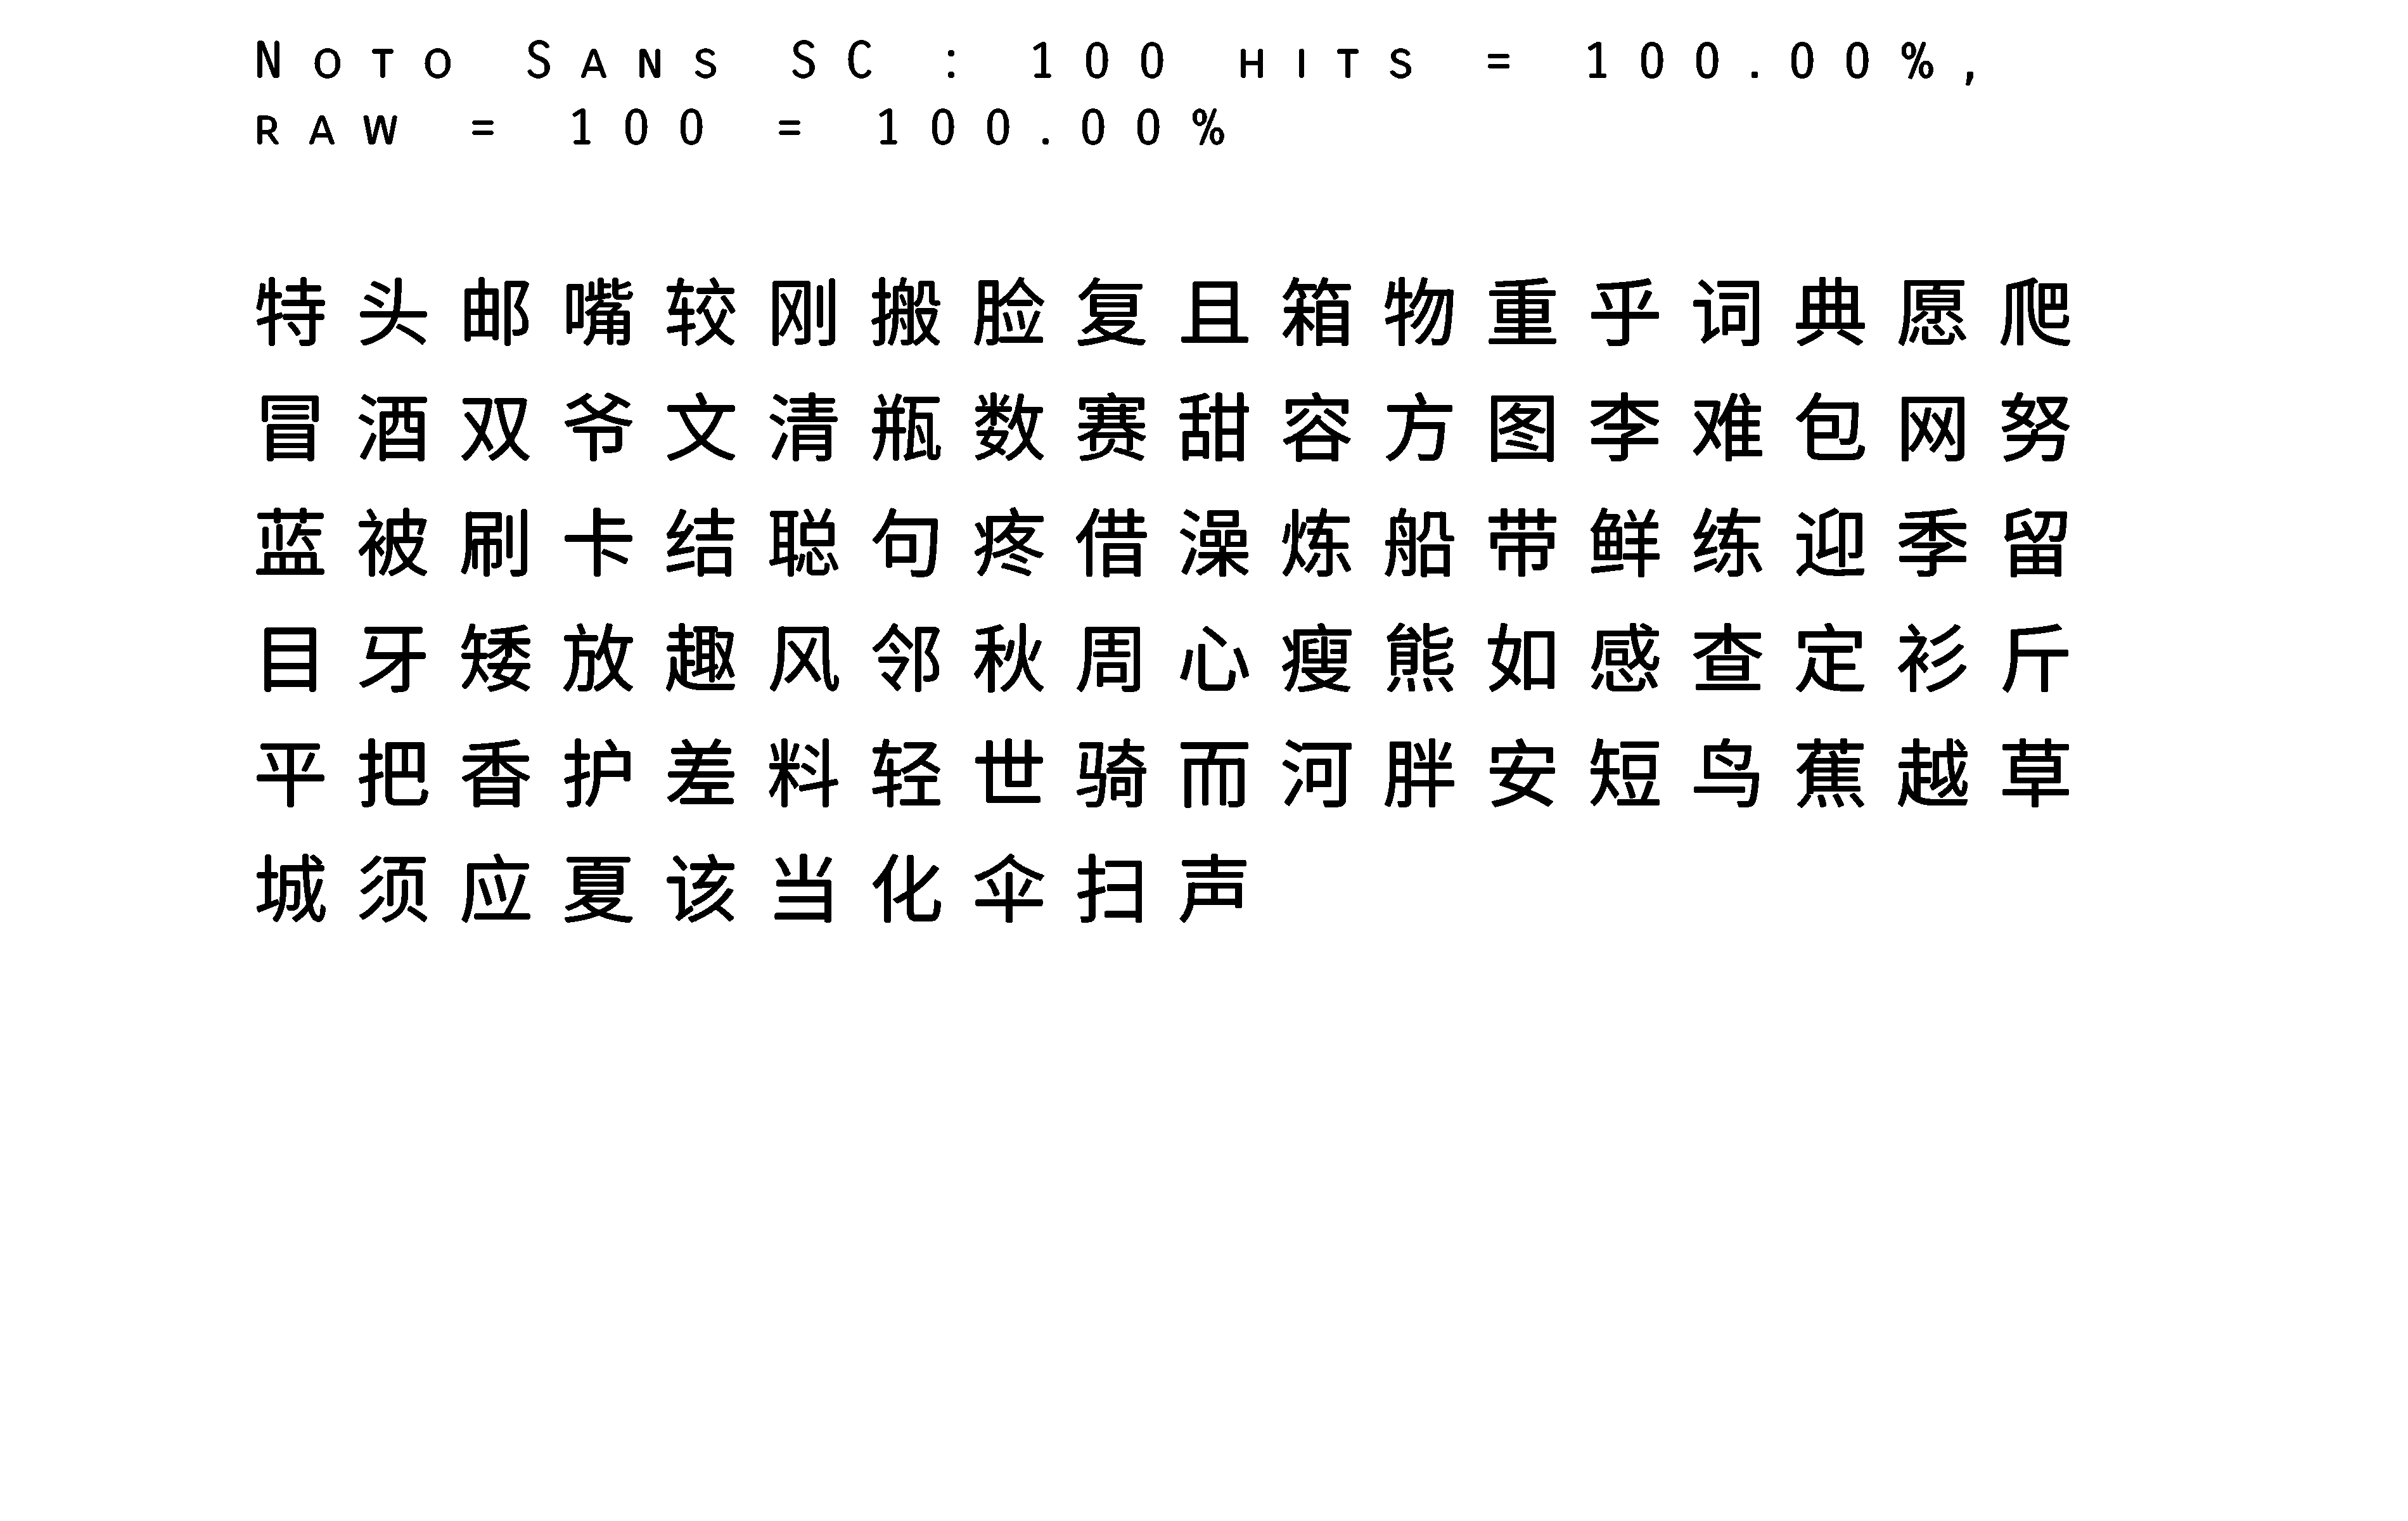 Noto Sans SC : 100 hits = 100.00%,
raw = 100 = 100.00%
特头邮嘴较刚搬脸复且箱物重乎词典愿爬
冒酒双爷文清瓶数赛甜容方图李难包网努
蓝被刷卡结聪句疼借澡炼船带鲜练迎季留
目牙矮放趣风邻秋周心瘦熊如感查定衫斤
平把香护差料轻世骑而河胖安短鸟蕉越草
城须应夏该当化伞扫声